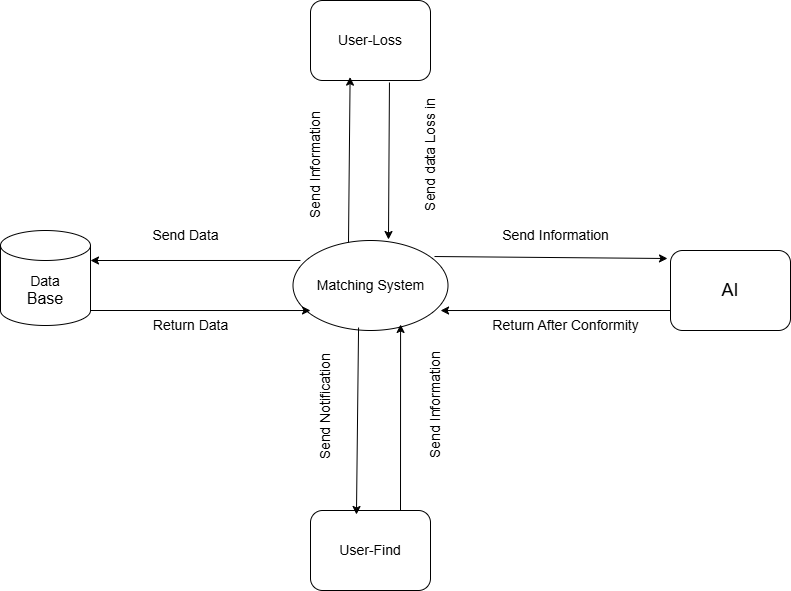 User-Loss
Send Information
Send data Loss in
Send Data
Send Information
Data
Base
Matching System
AI
Return Data
Return After Conformity
Send Notification
Send Information
User-Find